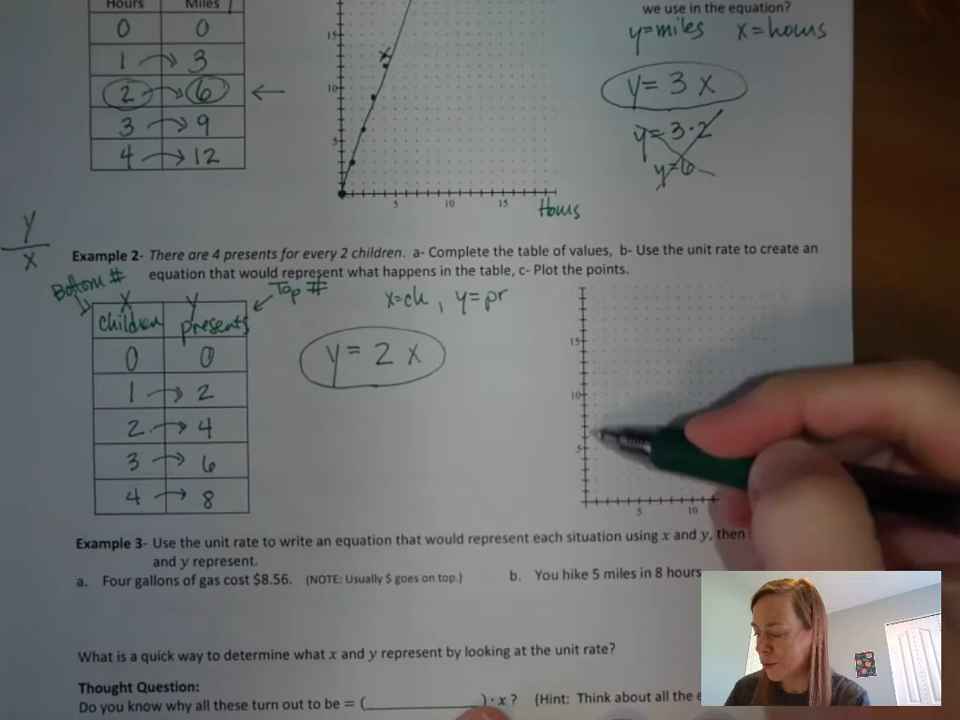 Hours Miles
0 0
1 3
2 6
3 9
4 12
15
10
5
5 10 15 Hours
we use in the equation?
y=miles x=hours
y = 3 x
y=3·2
y=6
y
x
Example 2- There are 4 presents for every 2 children. a- Complete the table of values, b- Use the unit rate to create an
equation that would represent what happens in the table, c- Plot the points.
Bottom # Top #
x y
children presents
0 0
1 2
2 4
3 6
4 8
x=ch, y=pr
y = 2 x
15
10
5
5 10
Example 3- Use the unit rate to write an equation that would represent each situation using x and y, then
and y represent.
a. Four gallons of gas cost $8.56. (NOTE: Usually $ goes on top.) b. You hike 5 miles in 8 hours
What is a quick way to determine what x and y represent by looking at the unit rate?
Thought Question:
Do you know why all these turn out to be = (__________)·x? (Hint: Think about all the